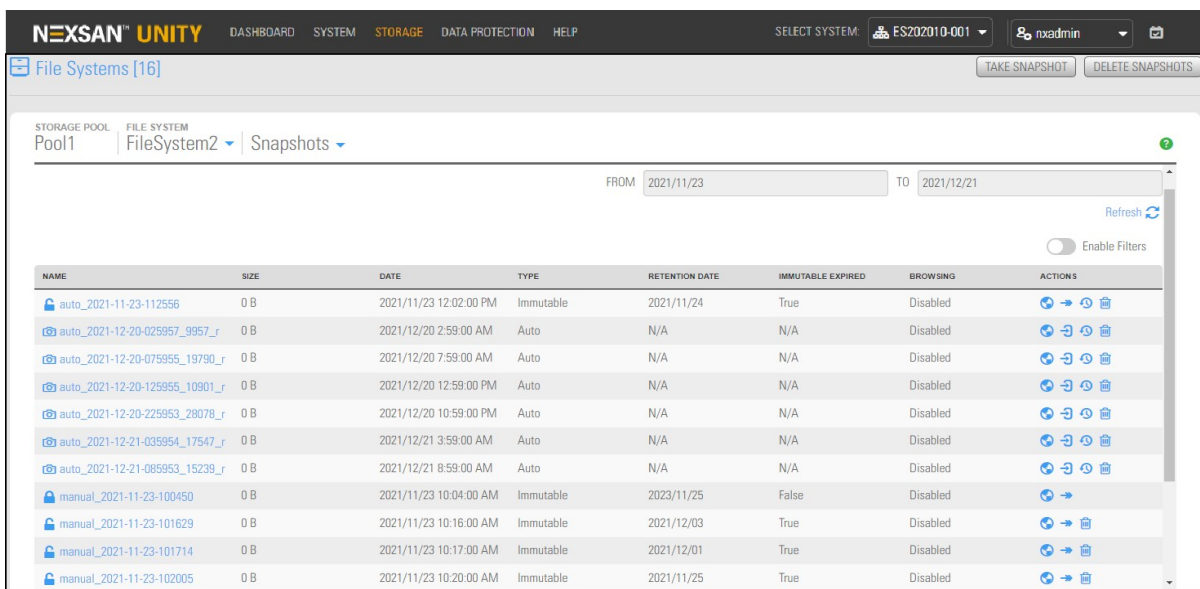 NEXSAN™ UNITY DASHBOARD SYSTEM STORAGE DATA PROTECTION HELP SELECT SYSTEM: ES202010-001 nxadmin
File Systems [16] TAKE SNAPSHOT DELETE SNAPSHOTS
STORAGE POOL FILE SYSTEM
Pool1 FileSystem2 Snapshots ?
FROM 2021/11/23 TO 2021/12/21
Refresh
Enable Filters
NAME SIZE DATE TYPE RETENTION DATE IMMUTABLE EXPIRED BROWSING ACTIONS
auto_2021-11-23-112556 0 B 2021/11/23 12:02:00 PM Immutable 2021/11/24 True Disabled
auto_2021-12-20-025957_9957_r 0 B 2021/12/20 2:59:00 AM Auto N/A N/A Disabled
auto_2021-12-20-075955_19790_r 0 B 2021/12/20 7:59:00 AM Auto N/A N/A Disabled
auto_2021-12-20-125955_10901_r 0 B 2021/12/20 12:59:00 PM Auto N/A N/A Disabled
auto_2021-12-20-225953_28078_r 0 B 2021/12/20 10:59:00 PM Auto N/A N/A Disabled
auto_2021-12-21-035954_17547_r 0 B 2021/12/21 3:59:00 AM Auto N/A N/A Disabled
auto_2021-12-21-085953_15239_r 0 B 2021/12/21 8:59:00 AM Auto N/A N/A Disabled
manual_2021-11-23-100450 0 B 2021/11/23 10:04:00 AM Immutable 2023/11/25 False Disabled
manual_2021-11-23-101629 0 B 2021/11/23 10:16:00 AM Immutable 2021/12/03 True Disabled
manual_2021-11-23-101714 0 B 2021/11/23 10:17:00 AM Immutable 2021/12/01 True Disabled
manual_2021-11-23-102005 0 B 2021/11/23 10:20:00 AM Immutable 2021/11/25 True Disabled